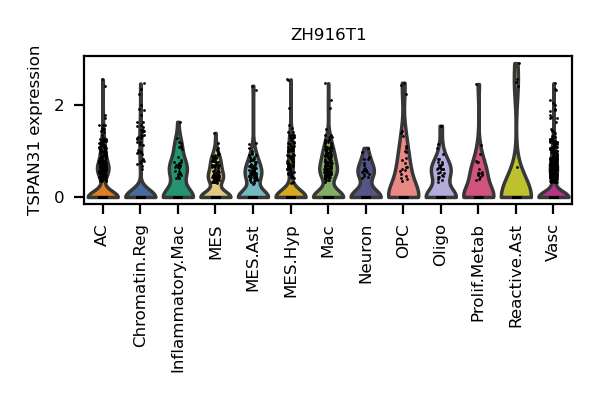 ZH916T1
TSPAN31 expression
2
0
AC
Chromatin.Reg
Inflammatory.Mac
MES
MES.Ast
MES.Hyp
Mac
Neuron
OPC
Oligo
Prolif.Metab
Reactive.Ast
Vasc